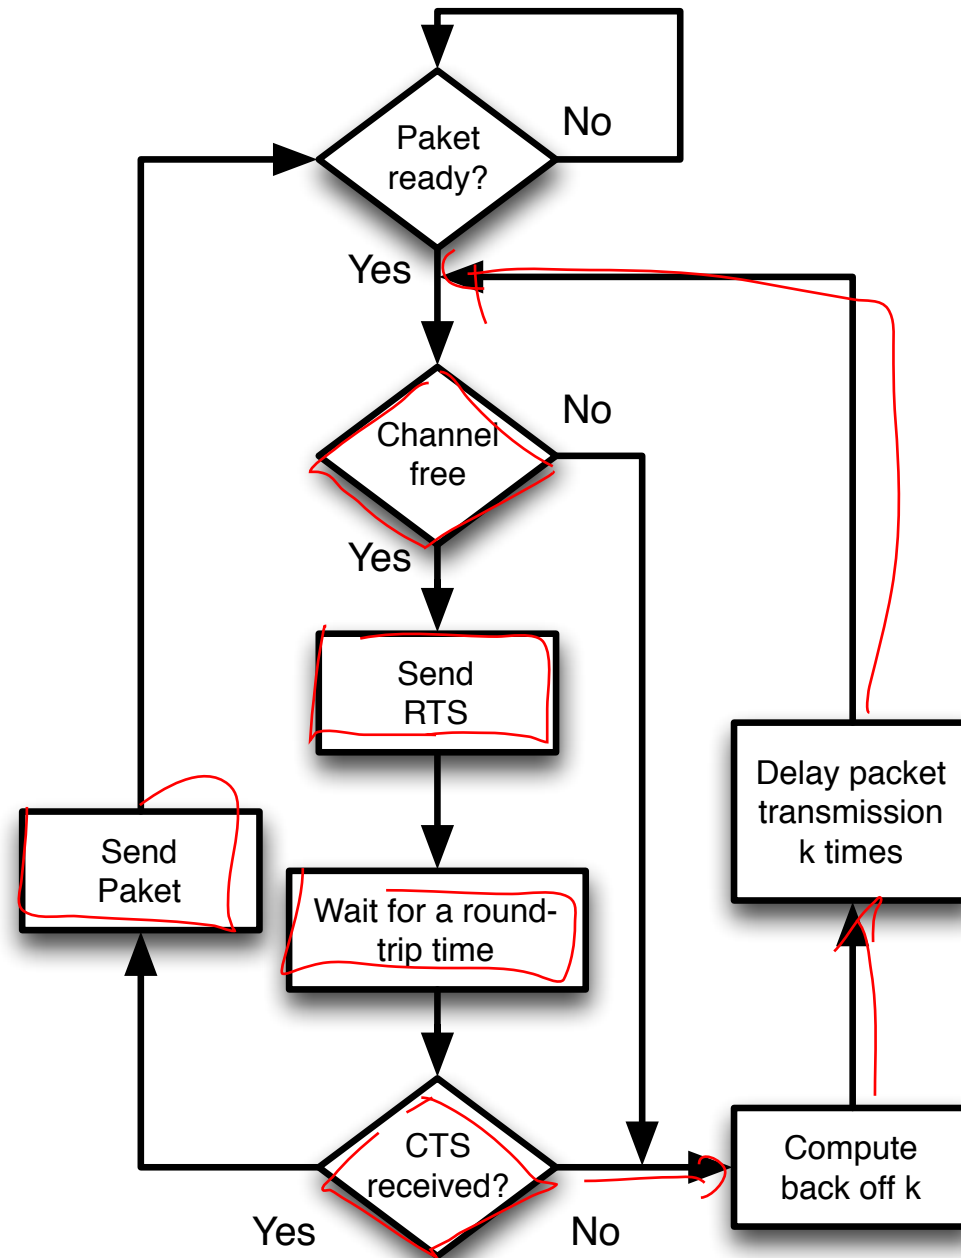 Paket
ready?
No
Yes
Channel
free
No
Yes
Send
RTS
Wait for a round-
trip time
CTS
received?
Yes
No
Send
Paket
Compute
back off k
Delay packet
transmission
k times